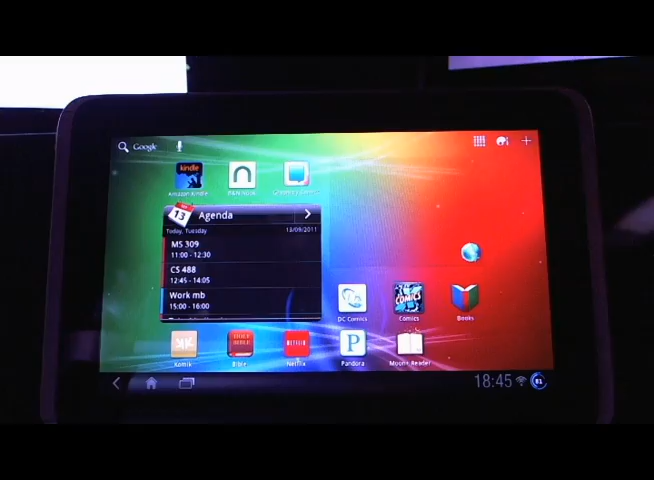 Google
kindle
Amazon Kindle
n
13
Agenda
Today, Tuesday
13/09/2011
MS 309
11:00 - 12:30
CS 488
12:45 - 14:05
Work mb
15:00 - 16:00
DC Comics
COMICS
Comics
Books
Komik
HOLY BIBLE
Bible
NETFLIX
Netflix
P
Pandora
Moon+ Reader
18:45
81